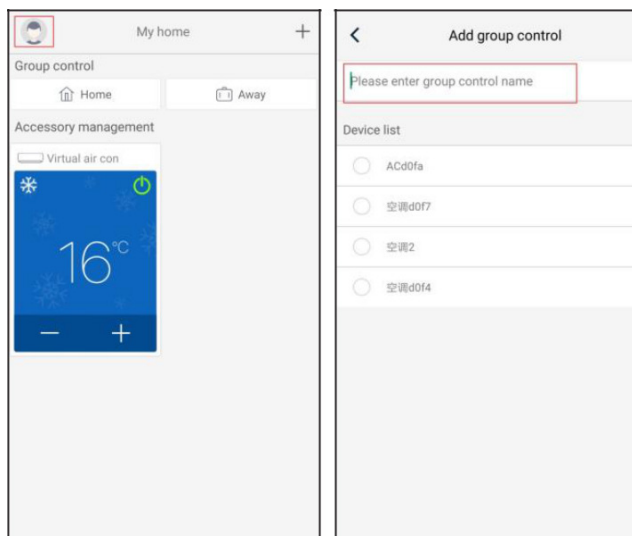 My home
+
Group control
Home
Away
Accessory management
Virtual air con
16°C
− +
Add group control
Please enter group control name
Device list
ACd0fa
空调d0f7
空调2
空调d0f4